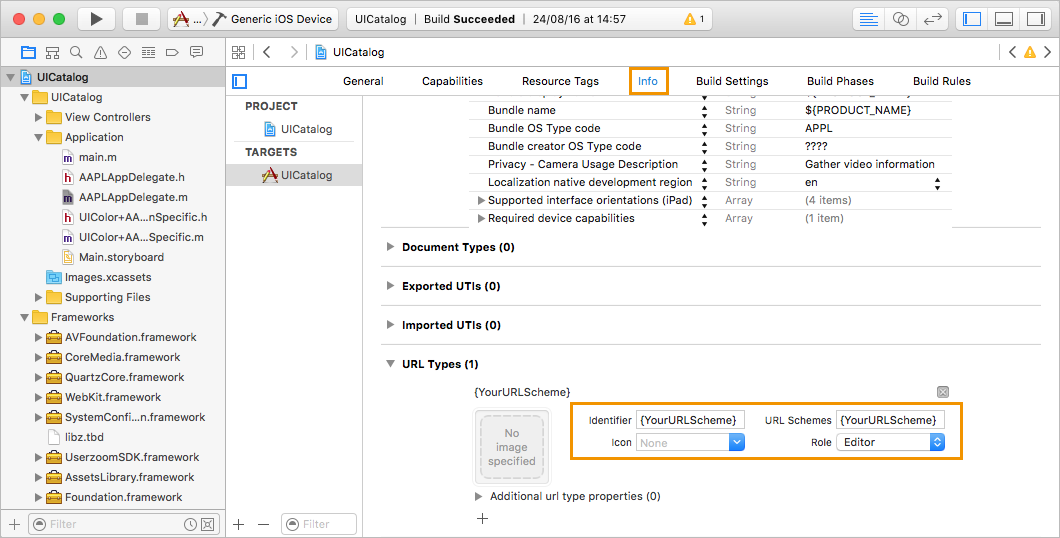 ... Generic iOS Device
UICatalog | Build Succeeded | 24/08/16 at 14:57
1
UICatalog
UICatalog
View Controllers
Application
main.m
AAPLAppDelegate.h
AAPLAppDelegate.m
UIColor+AA...nSpecific.h
UIColor+AA...Specific.m
Main.storyboard
Images.xcassets
Supporting Files
Frameworks
AVFoundation.framework
CoreMedia.framework
QuartzCore.framework
WebKit.framework
SystemConfi...n.framework
libz.tbd
UserzoomSDK.framework
AssetsLibrary.framework
Foundation.framework
Filter
UICatalog
General Capabilities Resource Tags Info Build Settings Build Phases Build Rules
PROJECT
UICatalog
TARGETS
UICatalog
Filter
Bundle name String ${PRODUCT_NAME}
Bundle OS Type code String APPL
Bundle creator OS Type code String ????
Privacy - Camera Usage Description String Gather video information
Localization native development region String en
Supported interface orientations (iPad) Array (4 items)
Required device capabilities Array (1 item)
Document Types (0)
Exported UTIs (0)
Imported UTIs (0)
URL Types (1)
{YourURLScheme}
No
image
specified
Identifier {YourURLScheme} URL Schemes {YourURLScheme}
Icon None Role Editor
Additional url type properties (0)